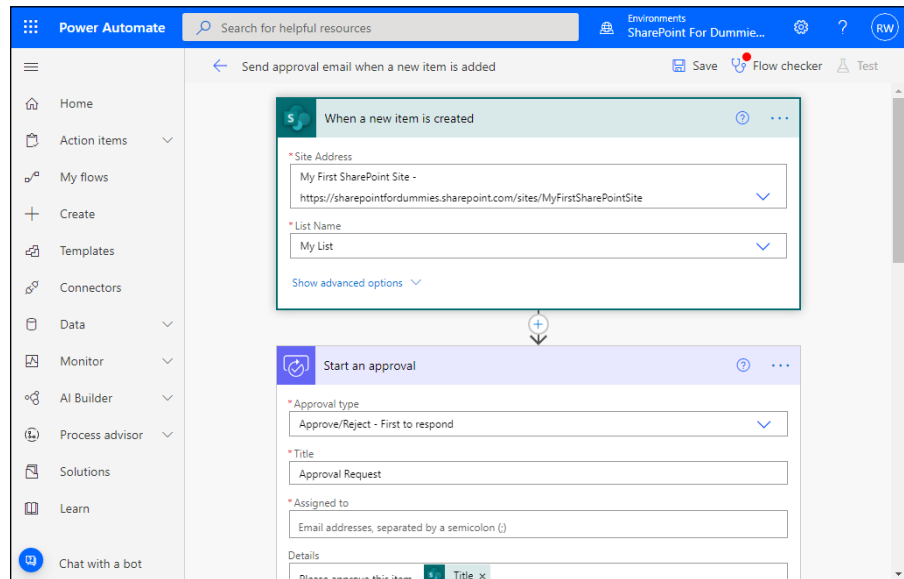 Power Automate
Search for helpful resources
Environments
SharePoint For Dummie...
?
RW
Send approval email when a new item is added
Save
Flow checker
Test
Home
Action items
My flows
Create
Templates
Connectors
Data
Monitor
AI Builder
Process advisor
Solutions
Learn
Chat with a bot
S
When a new item is created
?
...
* Site Address
My First SharePoint Site -
https://sharepointfordummies.sharepoint.com/sites/MyFirstSharePointSite
* List Name
My List
Show advanced options
Start an approval
?
...
* Approval type
Approve/Reject - First to respond
* Title
Approval Request
* Assigned to
Email addresses, separated by a semicolon (;)
Details
Please approve this item S Title x